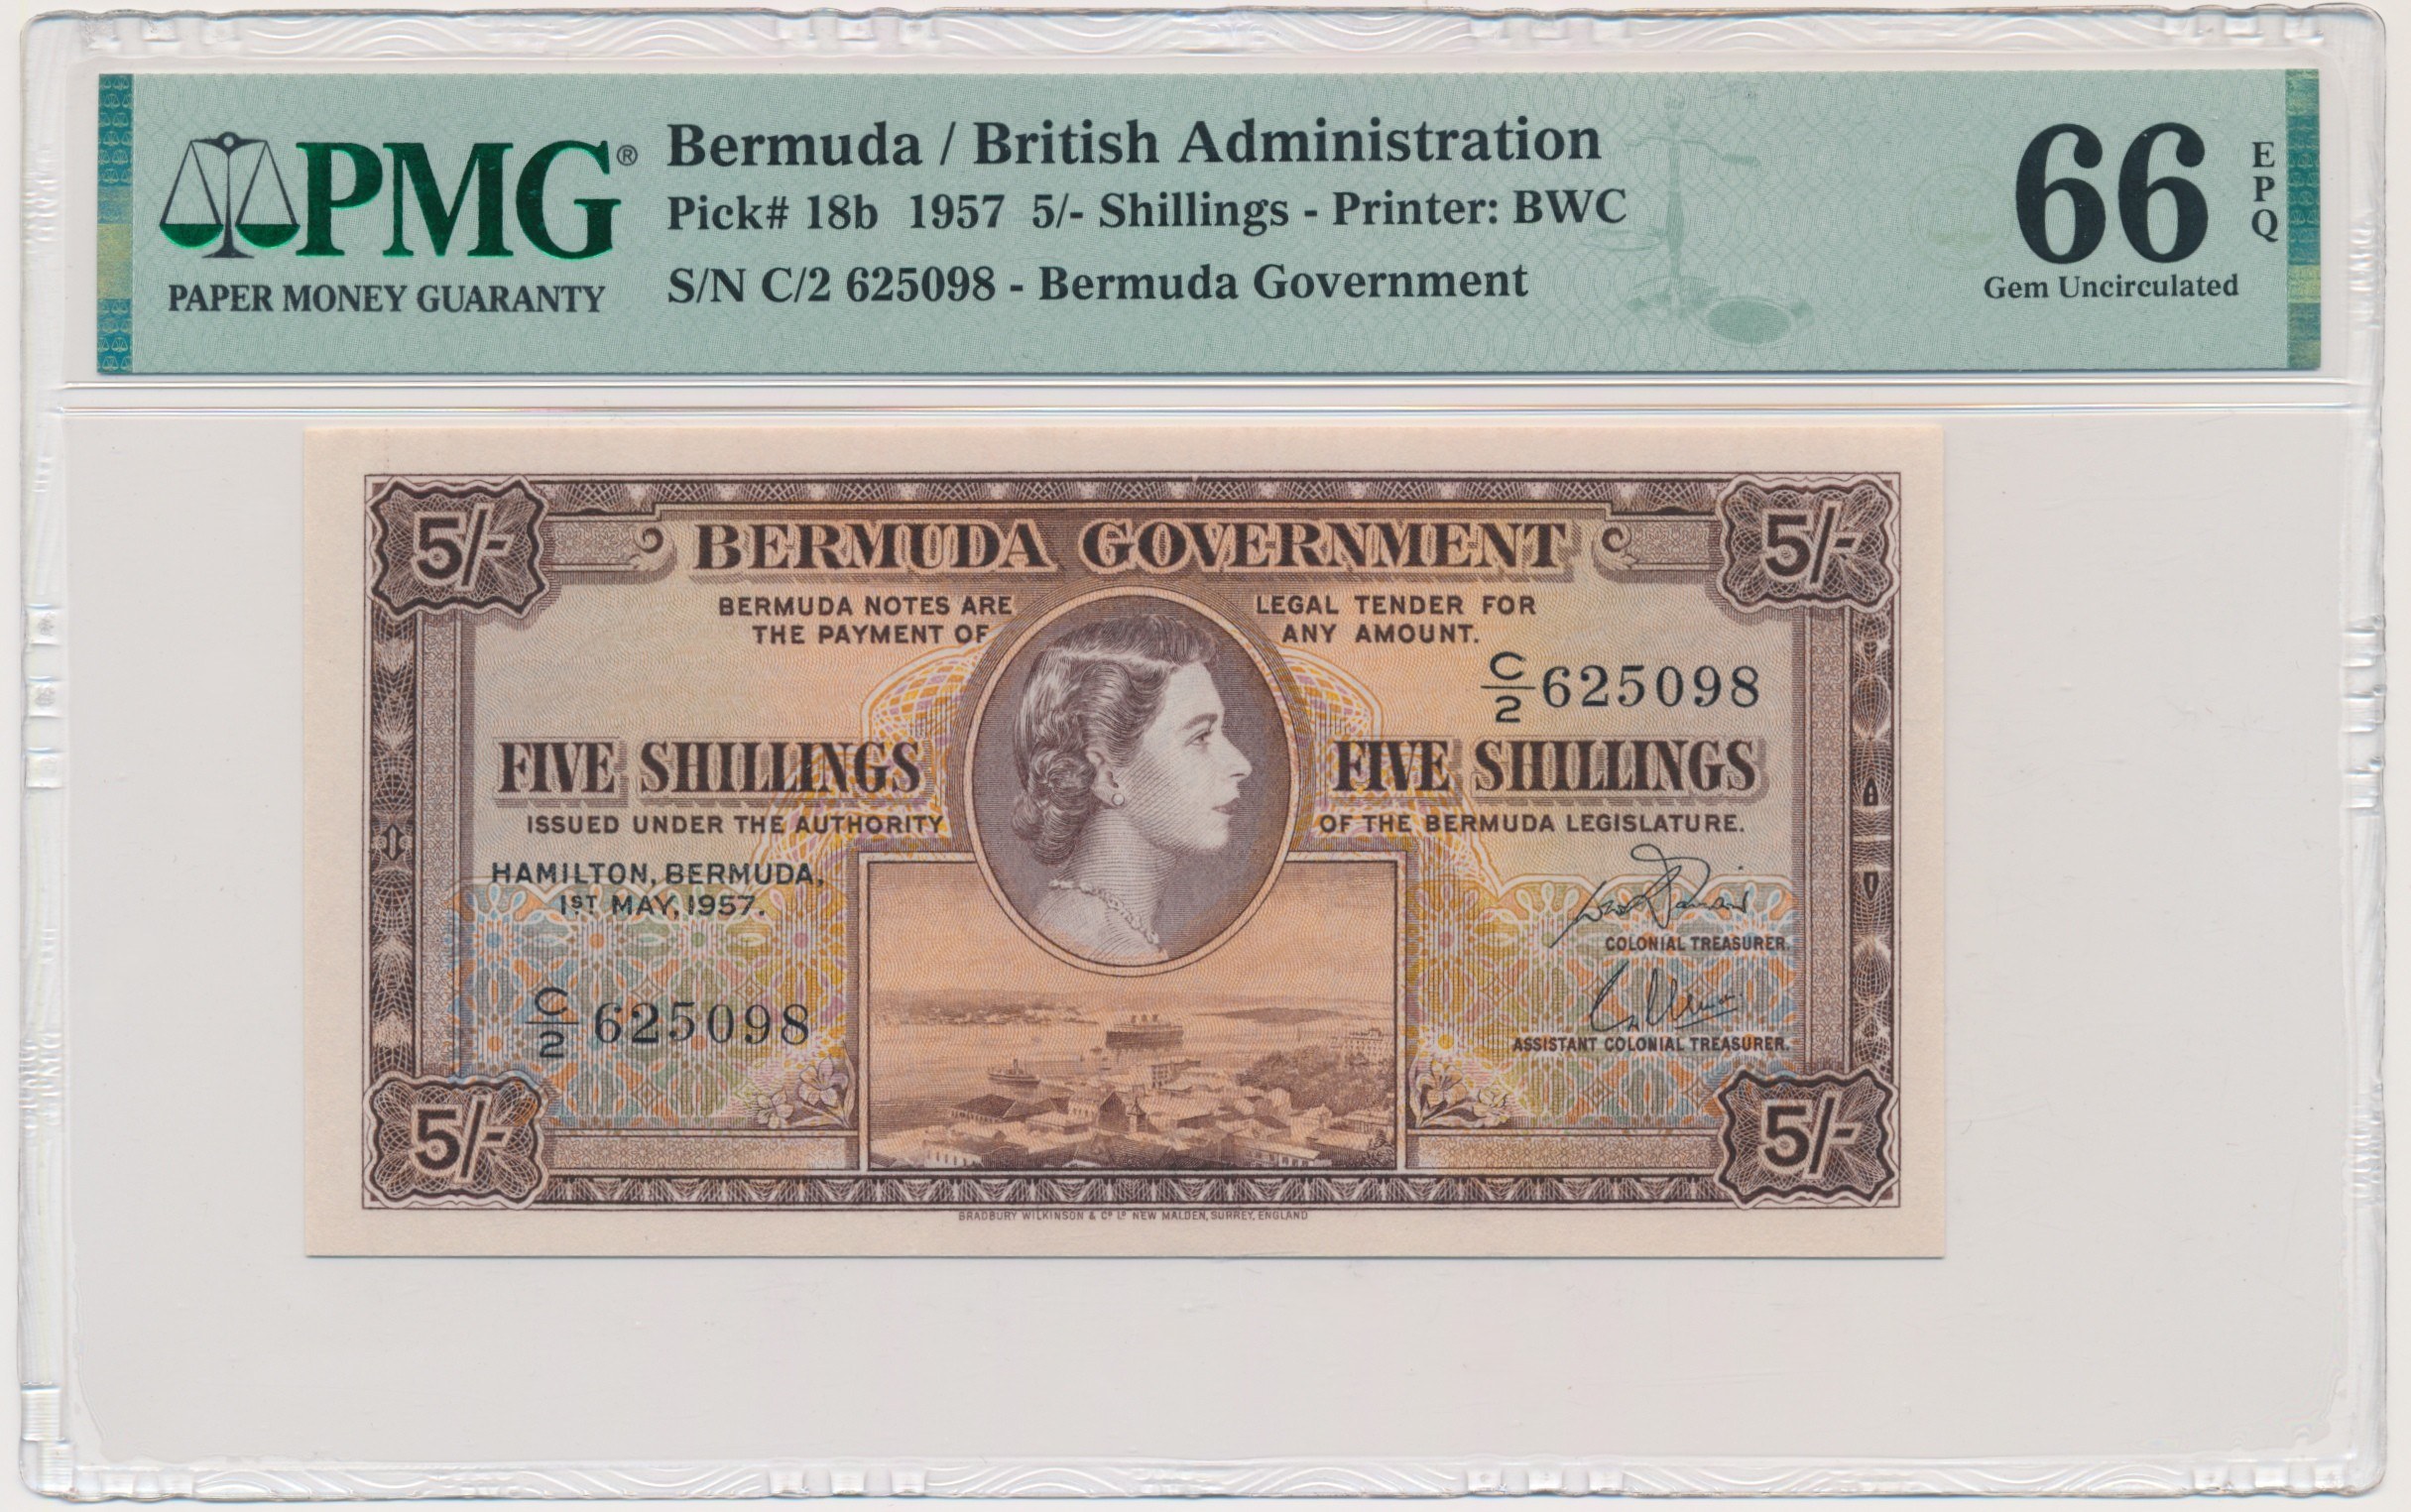 PMG®
PAPER MONEY GUARANTY
Bermuda / British Administration
Pick# 18b 1957 5/- Shillings - Printer: BWC
S/N C/2 625098 - Bermuda Government
66
EPQ
Gem Uncirculated
5/- 5/-
BERMUDA GOVERNMENT
BERMUDA NOTES ARE LEGAL TENDER FOR
THE PAYMENT OF ANY AMOUNT.
C/2 625098
FIVE SHILLINGS FIVE SHILLINGS
ISSUED UNDER THE AUTHORITY OF THE BERMUDA LEGISLATURE.
HAMILTON, BERMUDA,
1ST MAY, 1957.
COLONIAL TREASURER.
C/2 625098
ASSISTANT COLONIAL TREASURER.
5/- 5/-
BRADBURY WILKINSON & Co Ld NEW MALDEN, SURREY, ENGLAND